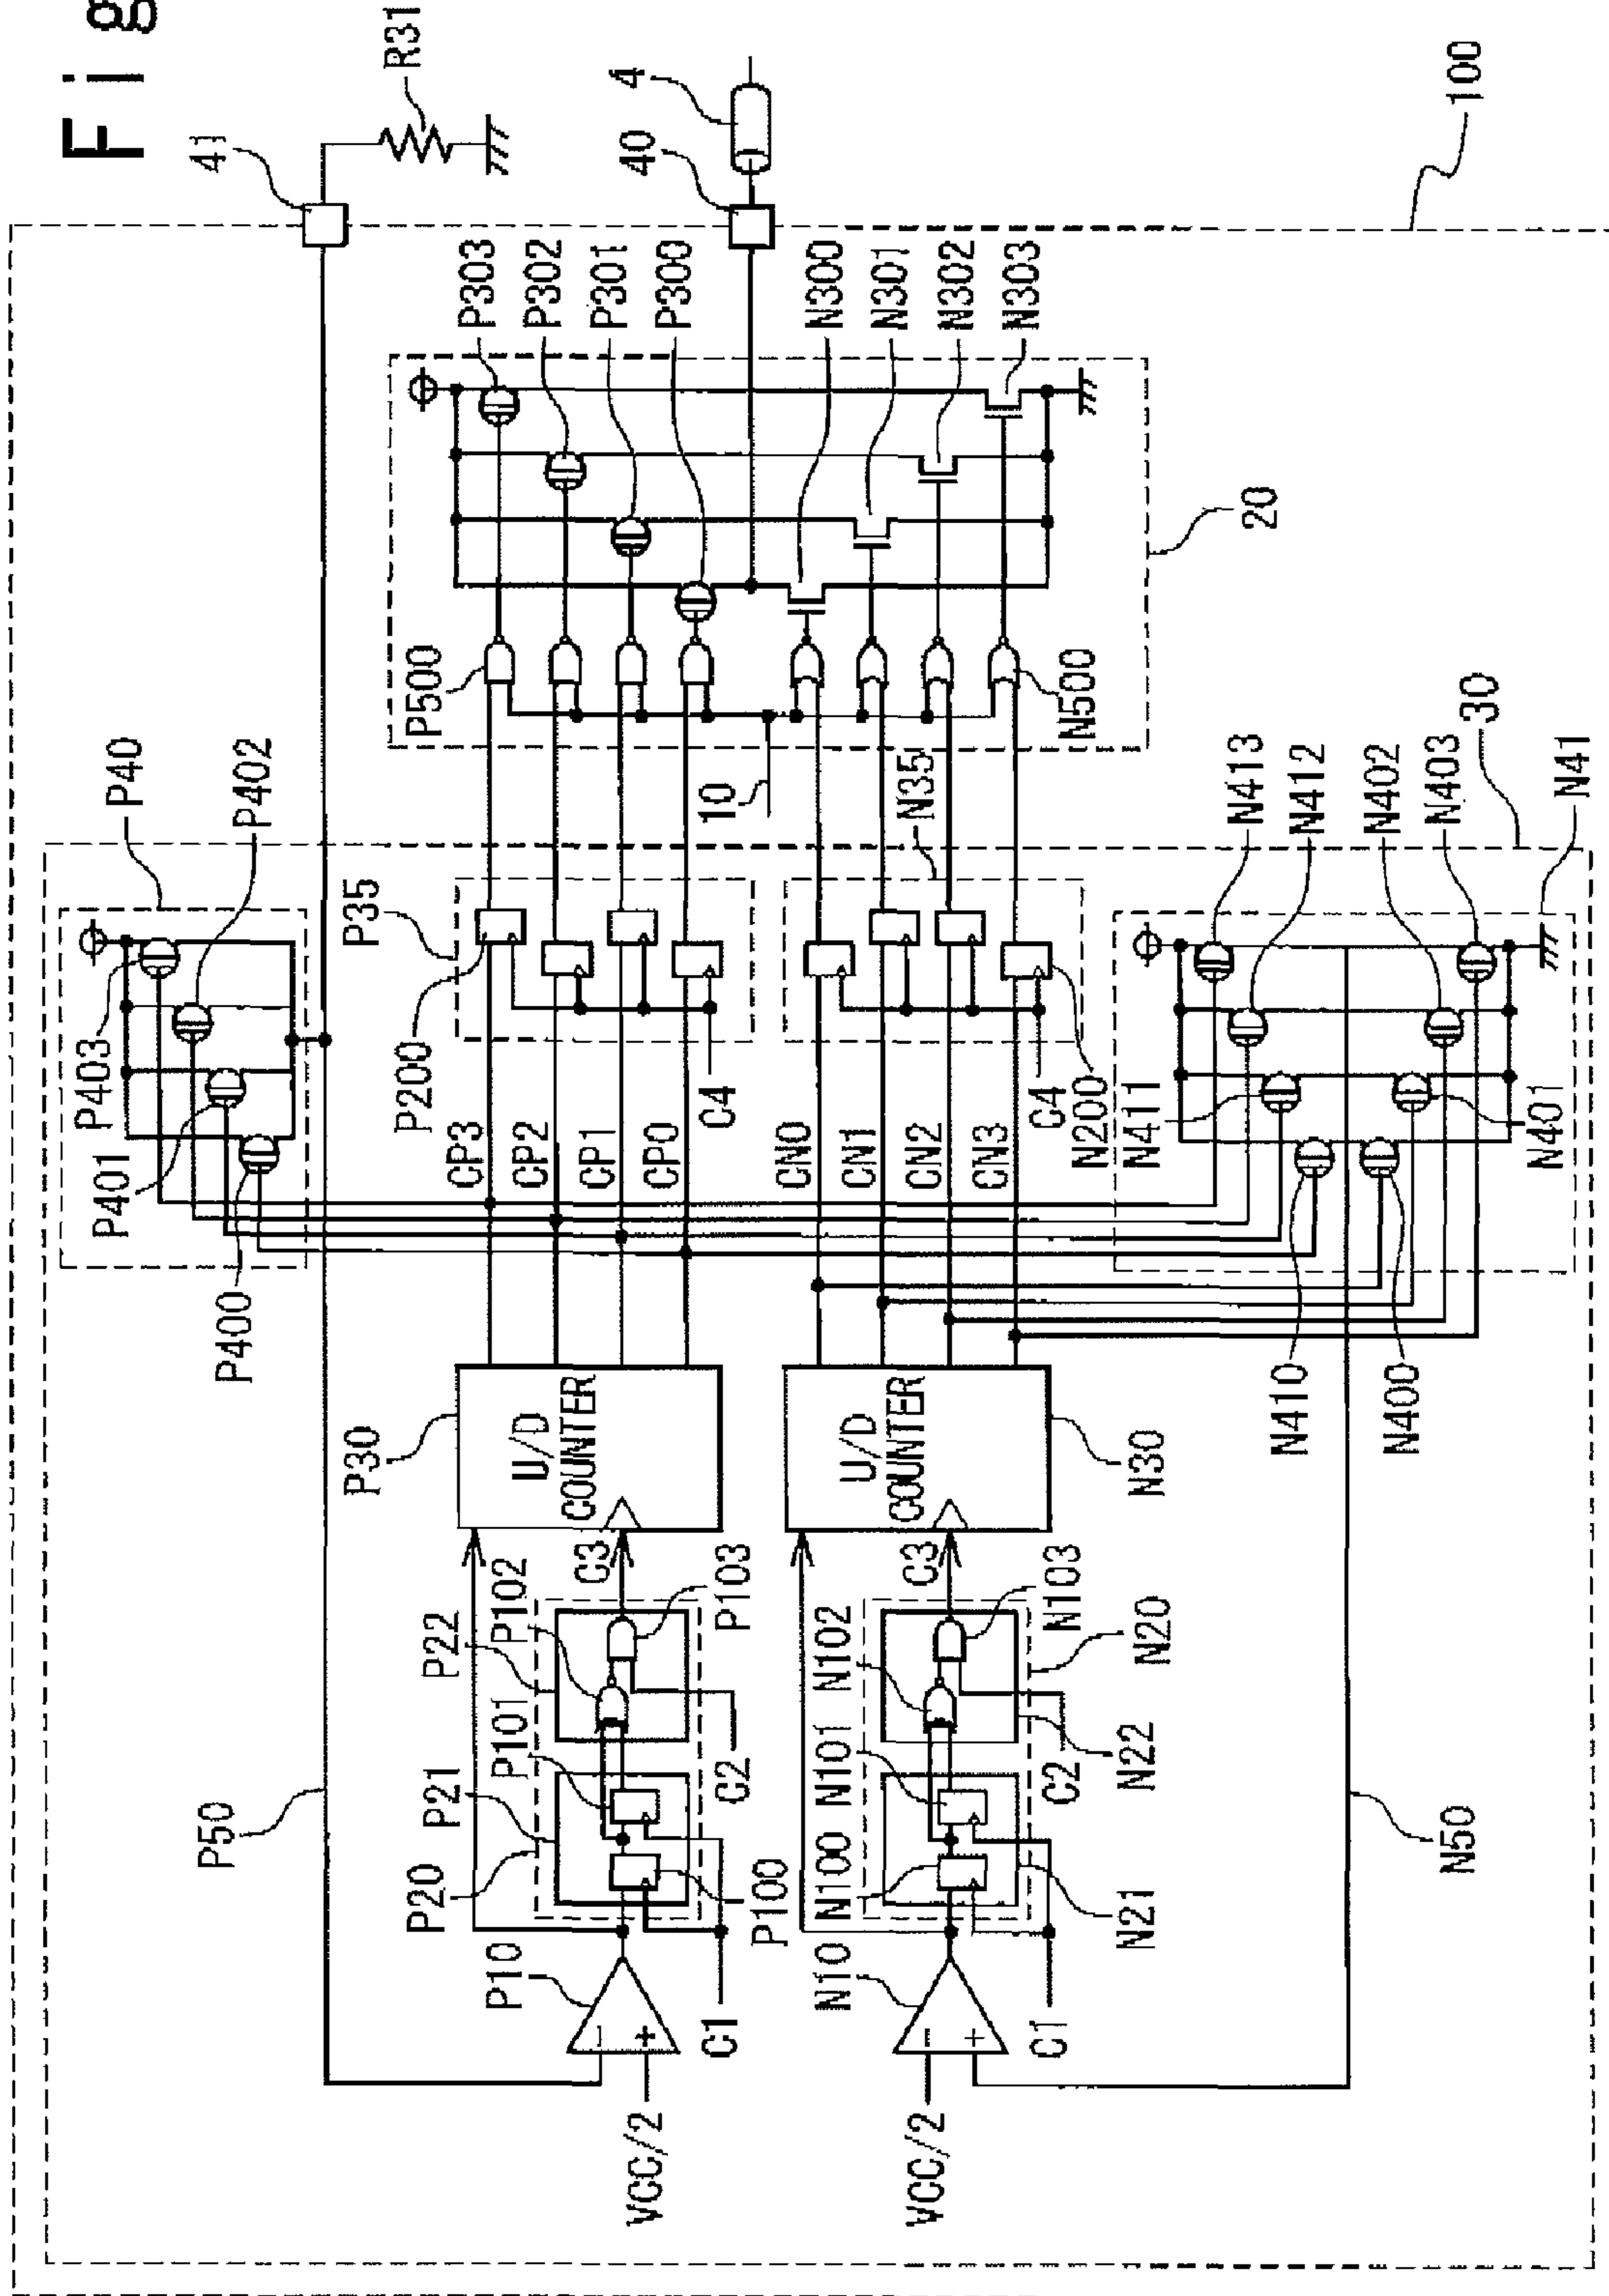 Fig
41
R31
4
40
100
P303
P302
P301
P300
N300
N301
N302
N303
20
P500
N500
10
P40
P402
P403
P401
P400
P35
P200
C4
N35
N200
C4
CP3
CP2
CP1
CP0
CN0
CN1
CN2
CN3
30
N41
N413
N412
N402
N403
N411
N401
N410
N400
P30
U/D
COUNTER
N30
U/D
COUNTER
P50
N50
C3
P103
P102
P22
P101
P21
P20
P100
C2
C1
P10
VCC/2
-
+
C3
N103
N102
N20
N101
N22
N100
N21
C2
C1
N10
VCC/2
-
+